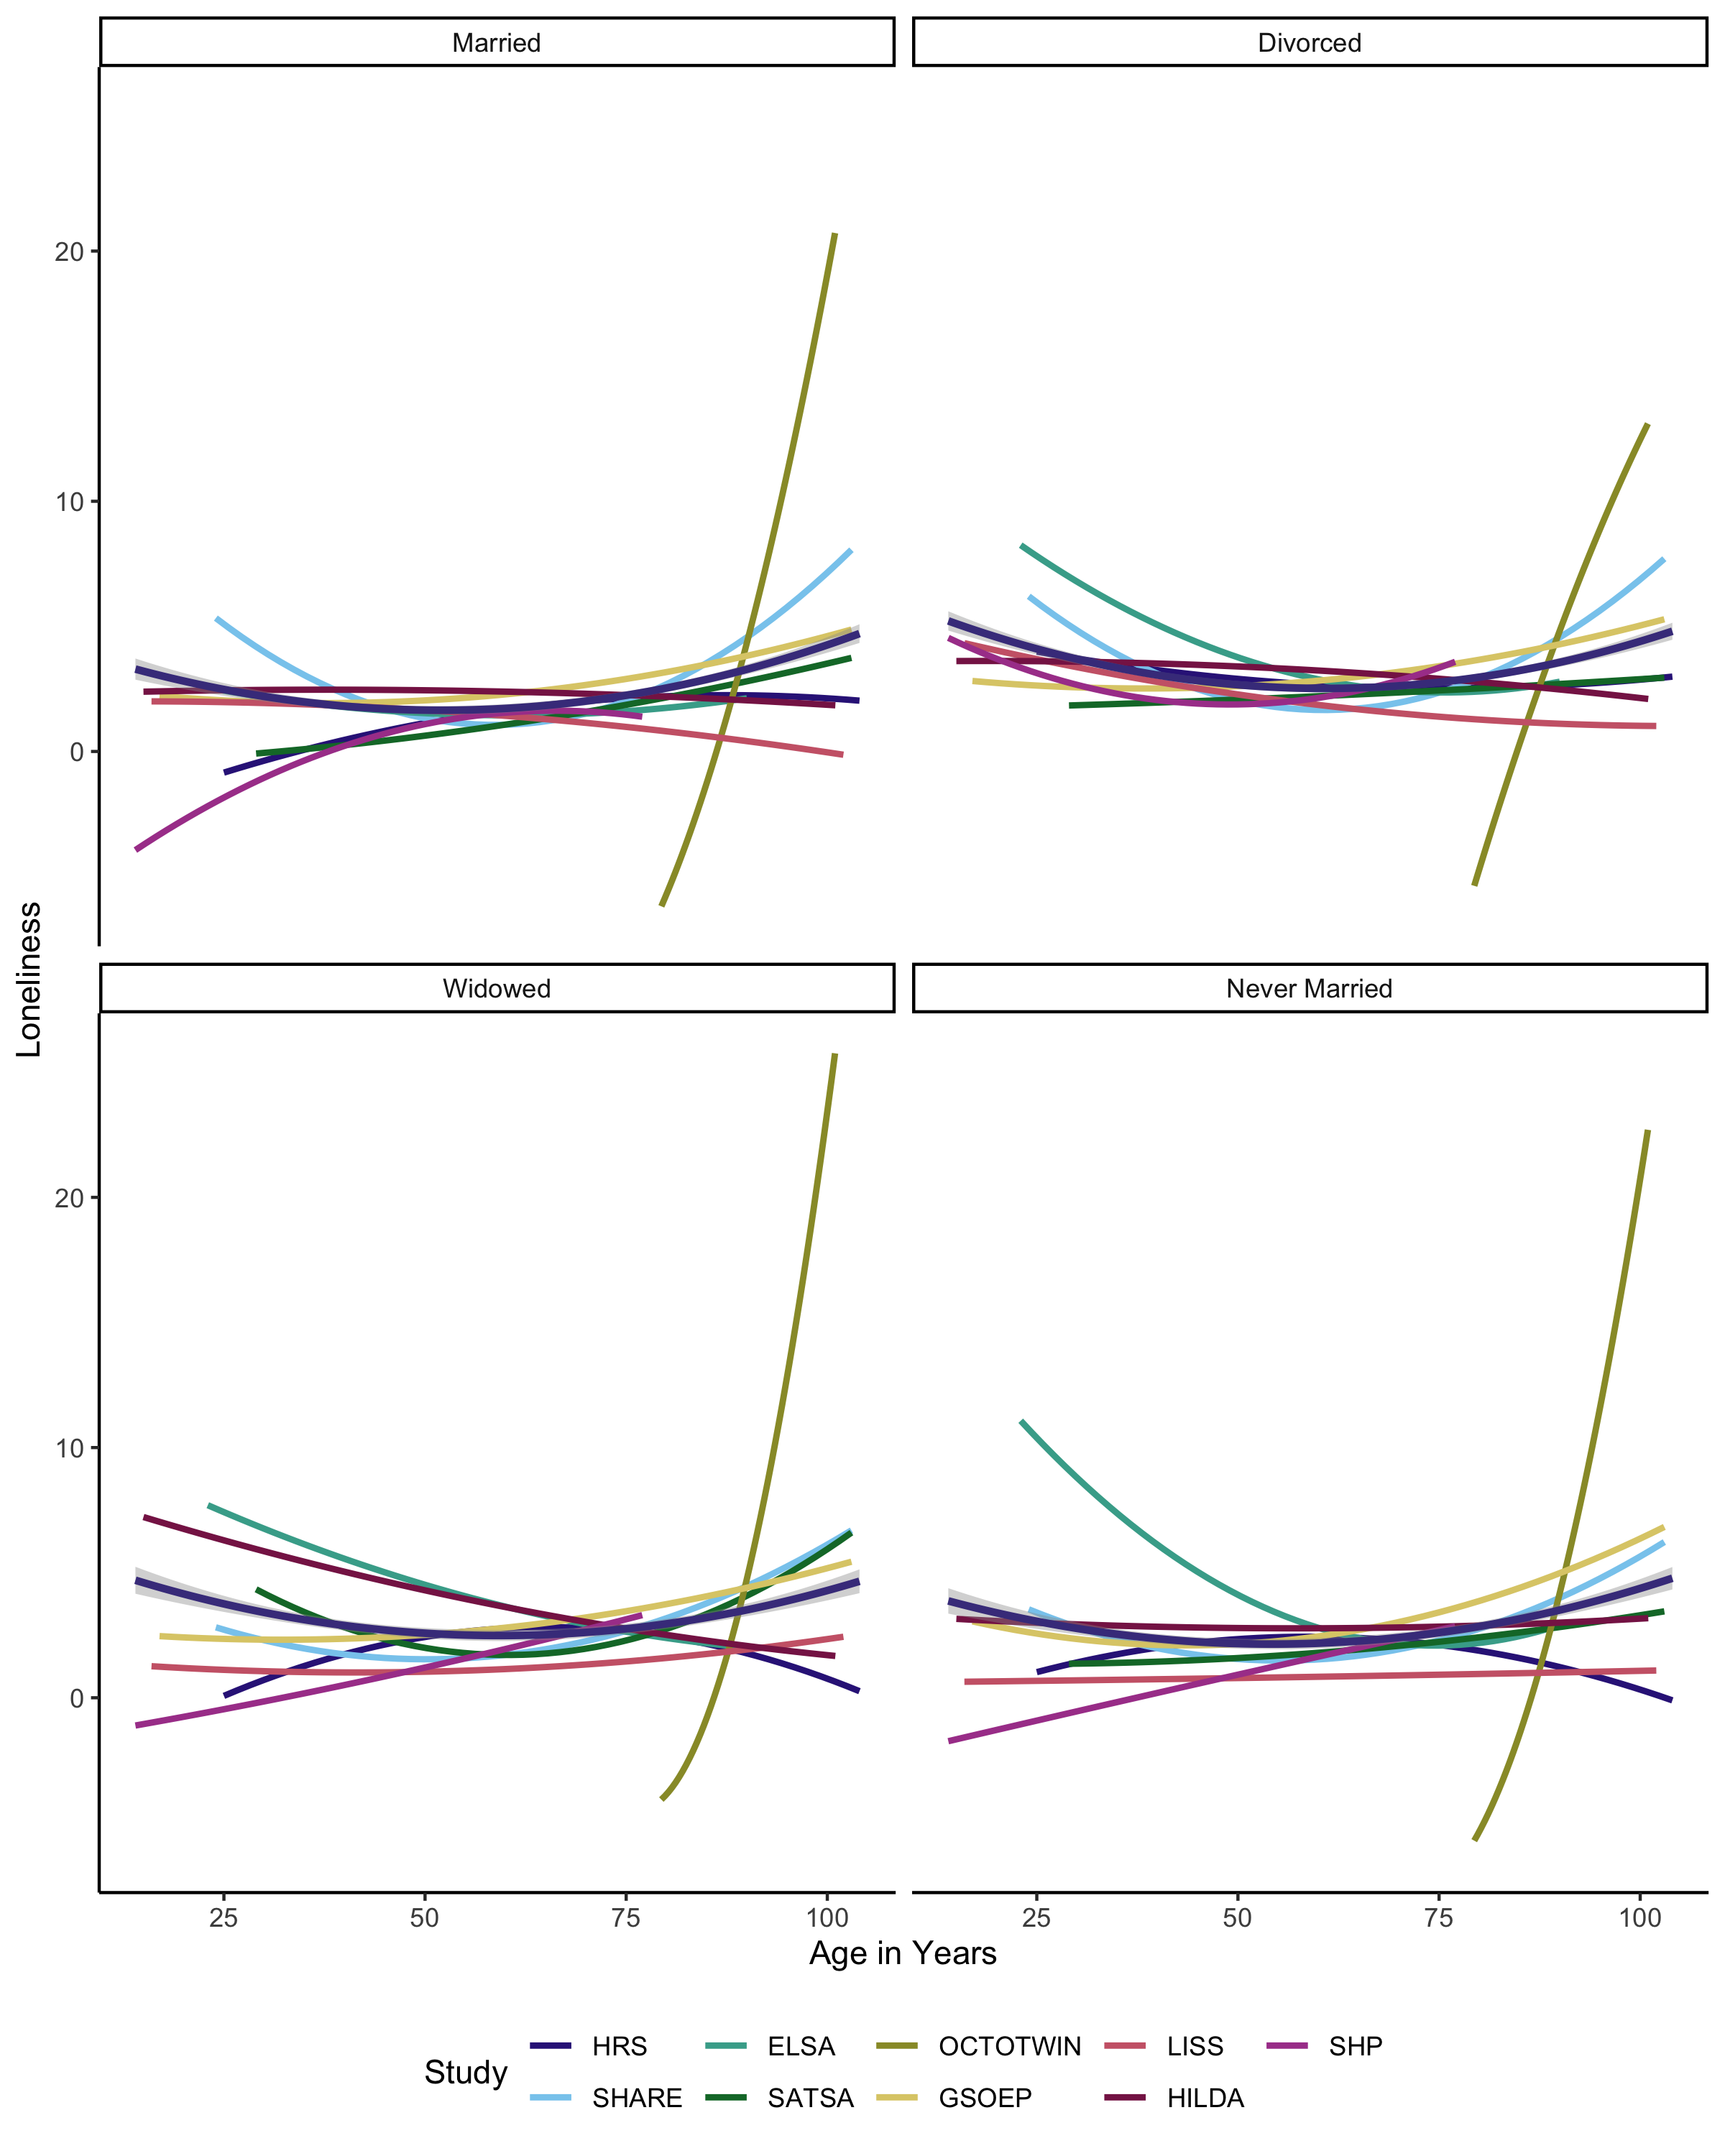 Married Divorced
20
10
0
Loneliness
Widowed Never Married
20
10
0
25 50 75 100 25 50 75 100
Age in Years
Study
HRS ELSA OCTOTWIN LISS SHP
SHARE SATSA GSOEP HILDA